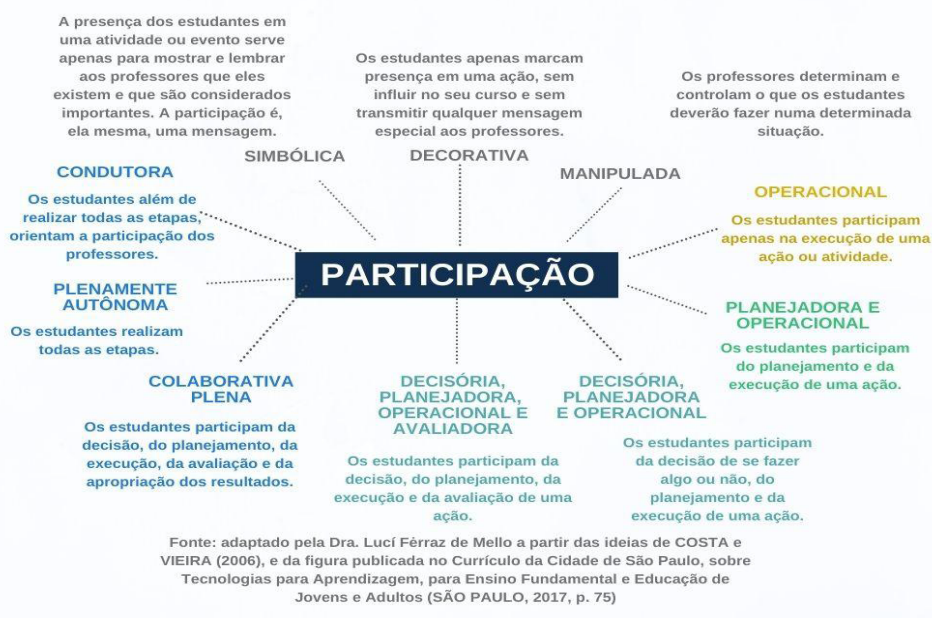 A presença dos estudantes em
uma atividade ou evento serve
apenas para mostrar e lembrar
aos professores que eles
existem e que são considerados
importantes. A participação é,
ela mesma, uma mensagem.
SIMBÓLICA
Os estudantes apenas marcam
presença em uma ação, sem
influir no seu curso e sem
transmitir qualquer mensagem
especial aos professores.
DECORATIVA
Os professores determinam e
controlam o que os estudantes
deverão fazer numa determinada
situação.
MANIPULADA
CONDUTORA
Os estudantes além de
realizar todas as etapas,
orientam a participação dos
professores.
OPERACIONAL
Os estudantes participam
apenas na execução de uma
ação ou atividade.
PARTICIPAÇÃO
PLENAMENTE
AUTÔNOMA
Os estudantes realizam
todas as etapas.
PLANEJADORA E
OPERACIONAL
Os estudantes participam
do planejamento e da
execução de uma ação.
COLABORATIVA
PLENA
Os estudantes participam da
decisão, do planejamento, da
execução, da avaliação e da
apropriação dos resultados.
DECISÓRIA,
PLANEJADORA,
OPERACIONAL E
AVALIADORA
Os estudantes participam da
decisão, do planejamento, da
execução e da avaliação de uma
ação.
DECISÓRIA,
PLANEJADORA
E OPERACIONAL
Os estudantes participam
da decisão de se fazer
algo ou não, do
planejamento e da
execução de uma ação.
Fonte: adaptado pela Dra. Lucí Férraz de Mello a partir das ideias de COSTA e
VIEIRA (2006), e da figura publicada no Currículo da Cidade de São Paulo, sobre
Tecnologias para Aprendizagem, para Ensino Fundamental e Educação de
Jovens e Adultos (SÃO PAULO, 2017, p. 75)